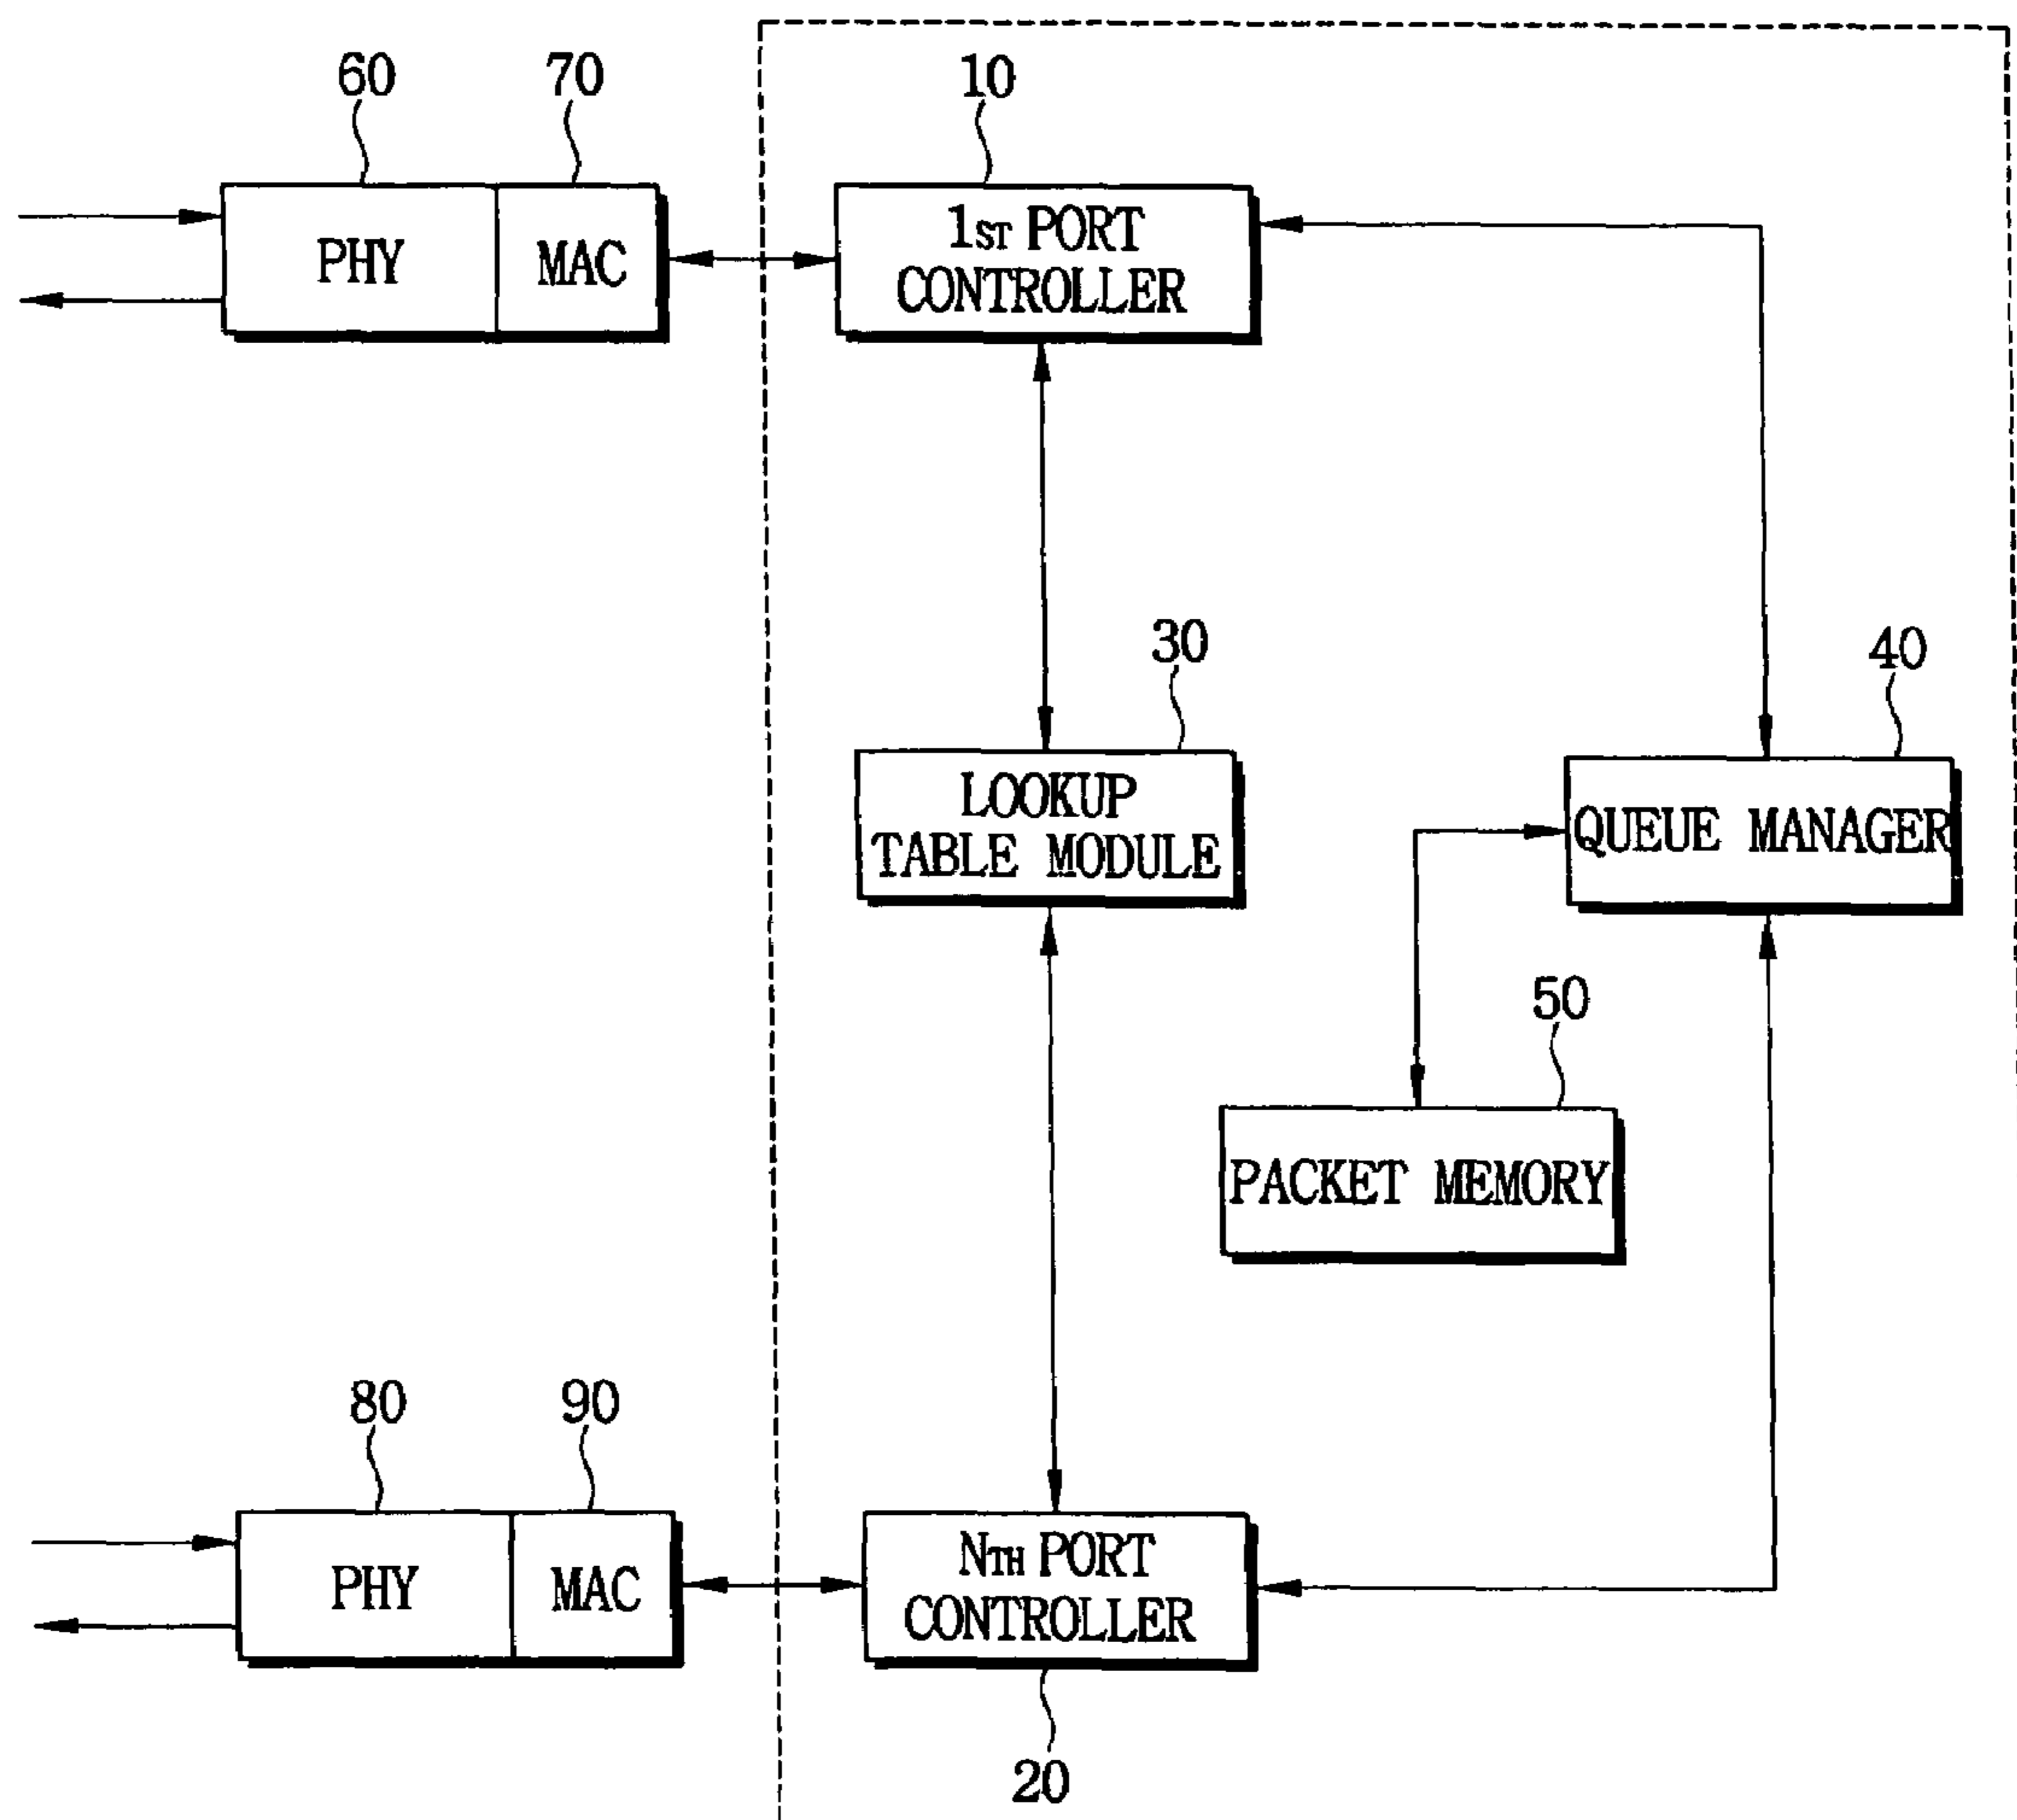 60
70
10
PHY
MAC
1ST PORT
CONTROLLER
30
40
LOOKUP
TABLE MODULE
QUEUE MANAGER
50
PACKET MEMORY
80
90
PHY
MAC
NTH PORT
CONTROLLER
20